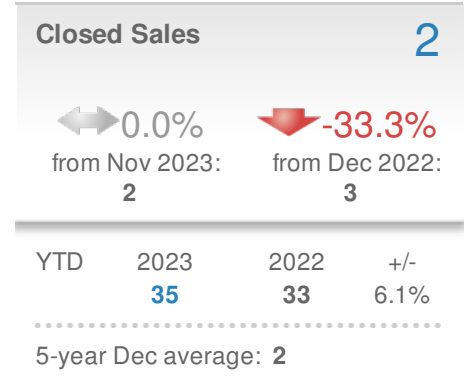 Closed Sales 2
0.0% -33.3%
from Nov 2023: from Dec 2022:
2 3
YTD 2023 2022 +/-
35 33 6.1%
5-year Dec average: 2